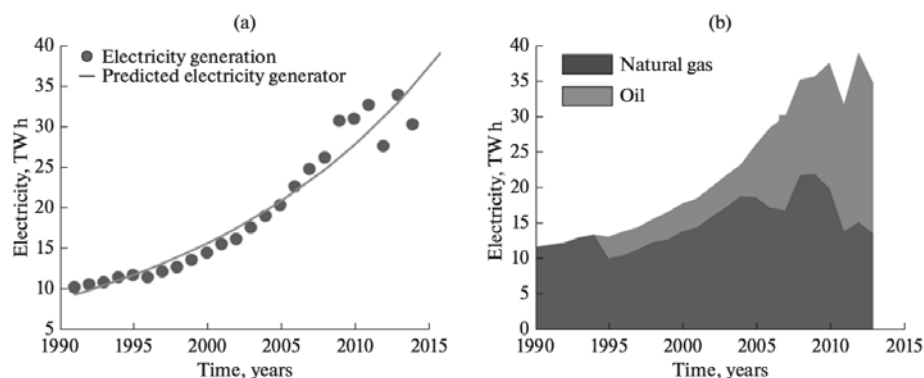 (a)
Electricity generation
Predicted electricity generator
40
35
30
25
20
15
10
5
Electricity, TW h
1990 1995 2000 2005 2010 2015
Time, years
(b)
Natural gas
Oil
40
35
30
25
20
15
10
5
0
Electricity, TW h
1990 1995 2000 2005 2010 2015
Time, years